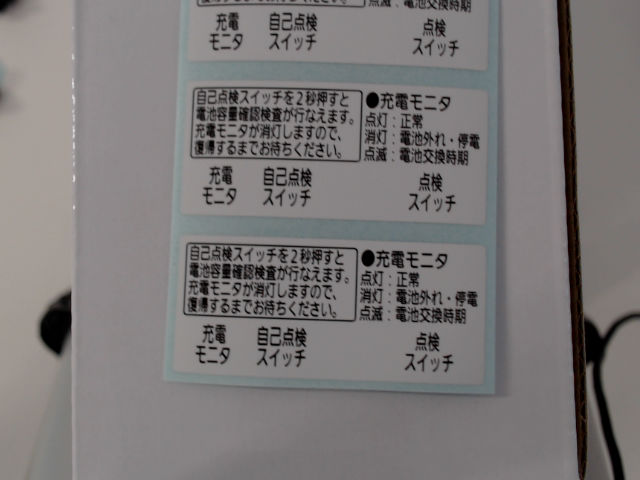 点滅：電池交換時期
充電 自己点検 点検
モニタ スイッチ スイッチ
自己点検スイッチを2秒押すと
電池容量確認検査が行なえます。
充電モニタが消灯しますので、
復帰するまでお待ちください。
●充電モニタ
点灯：正常
消灯：電池外れ・停電
点滅：電池交換時期
充電 自己点検 点検
モニタ スイッチ スイッチ
自己点検スイッチを2秒押すと
電池容量確認検査が行なえます。
充電モニタが消灯しますので、
復帰するまでお待ちください。
●充電モニタ
点灯：正常
消灯：電池外れ・停電
点滅：電池交換時期
充電 自己点検 点検
モニタ スイッチ スイッチ